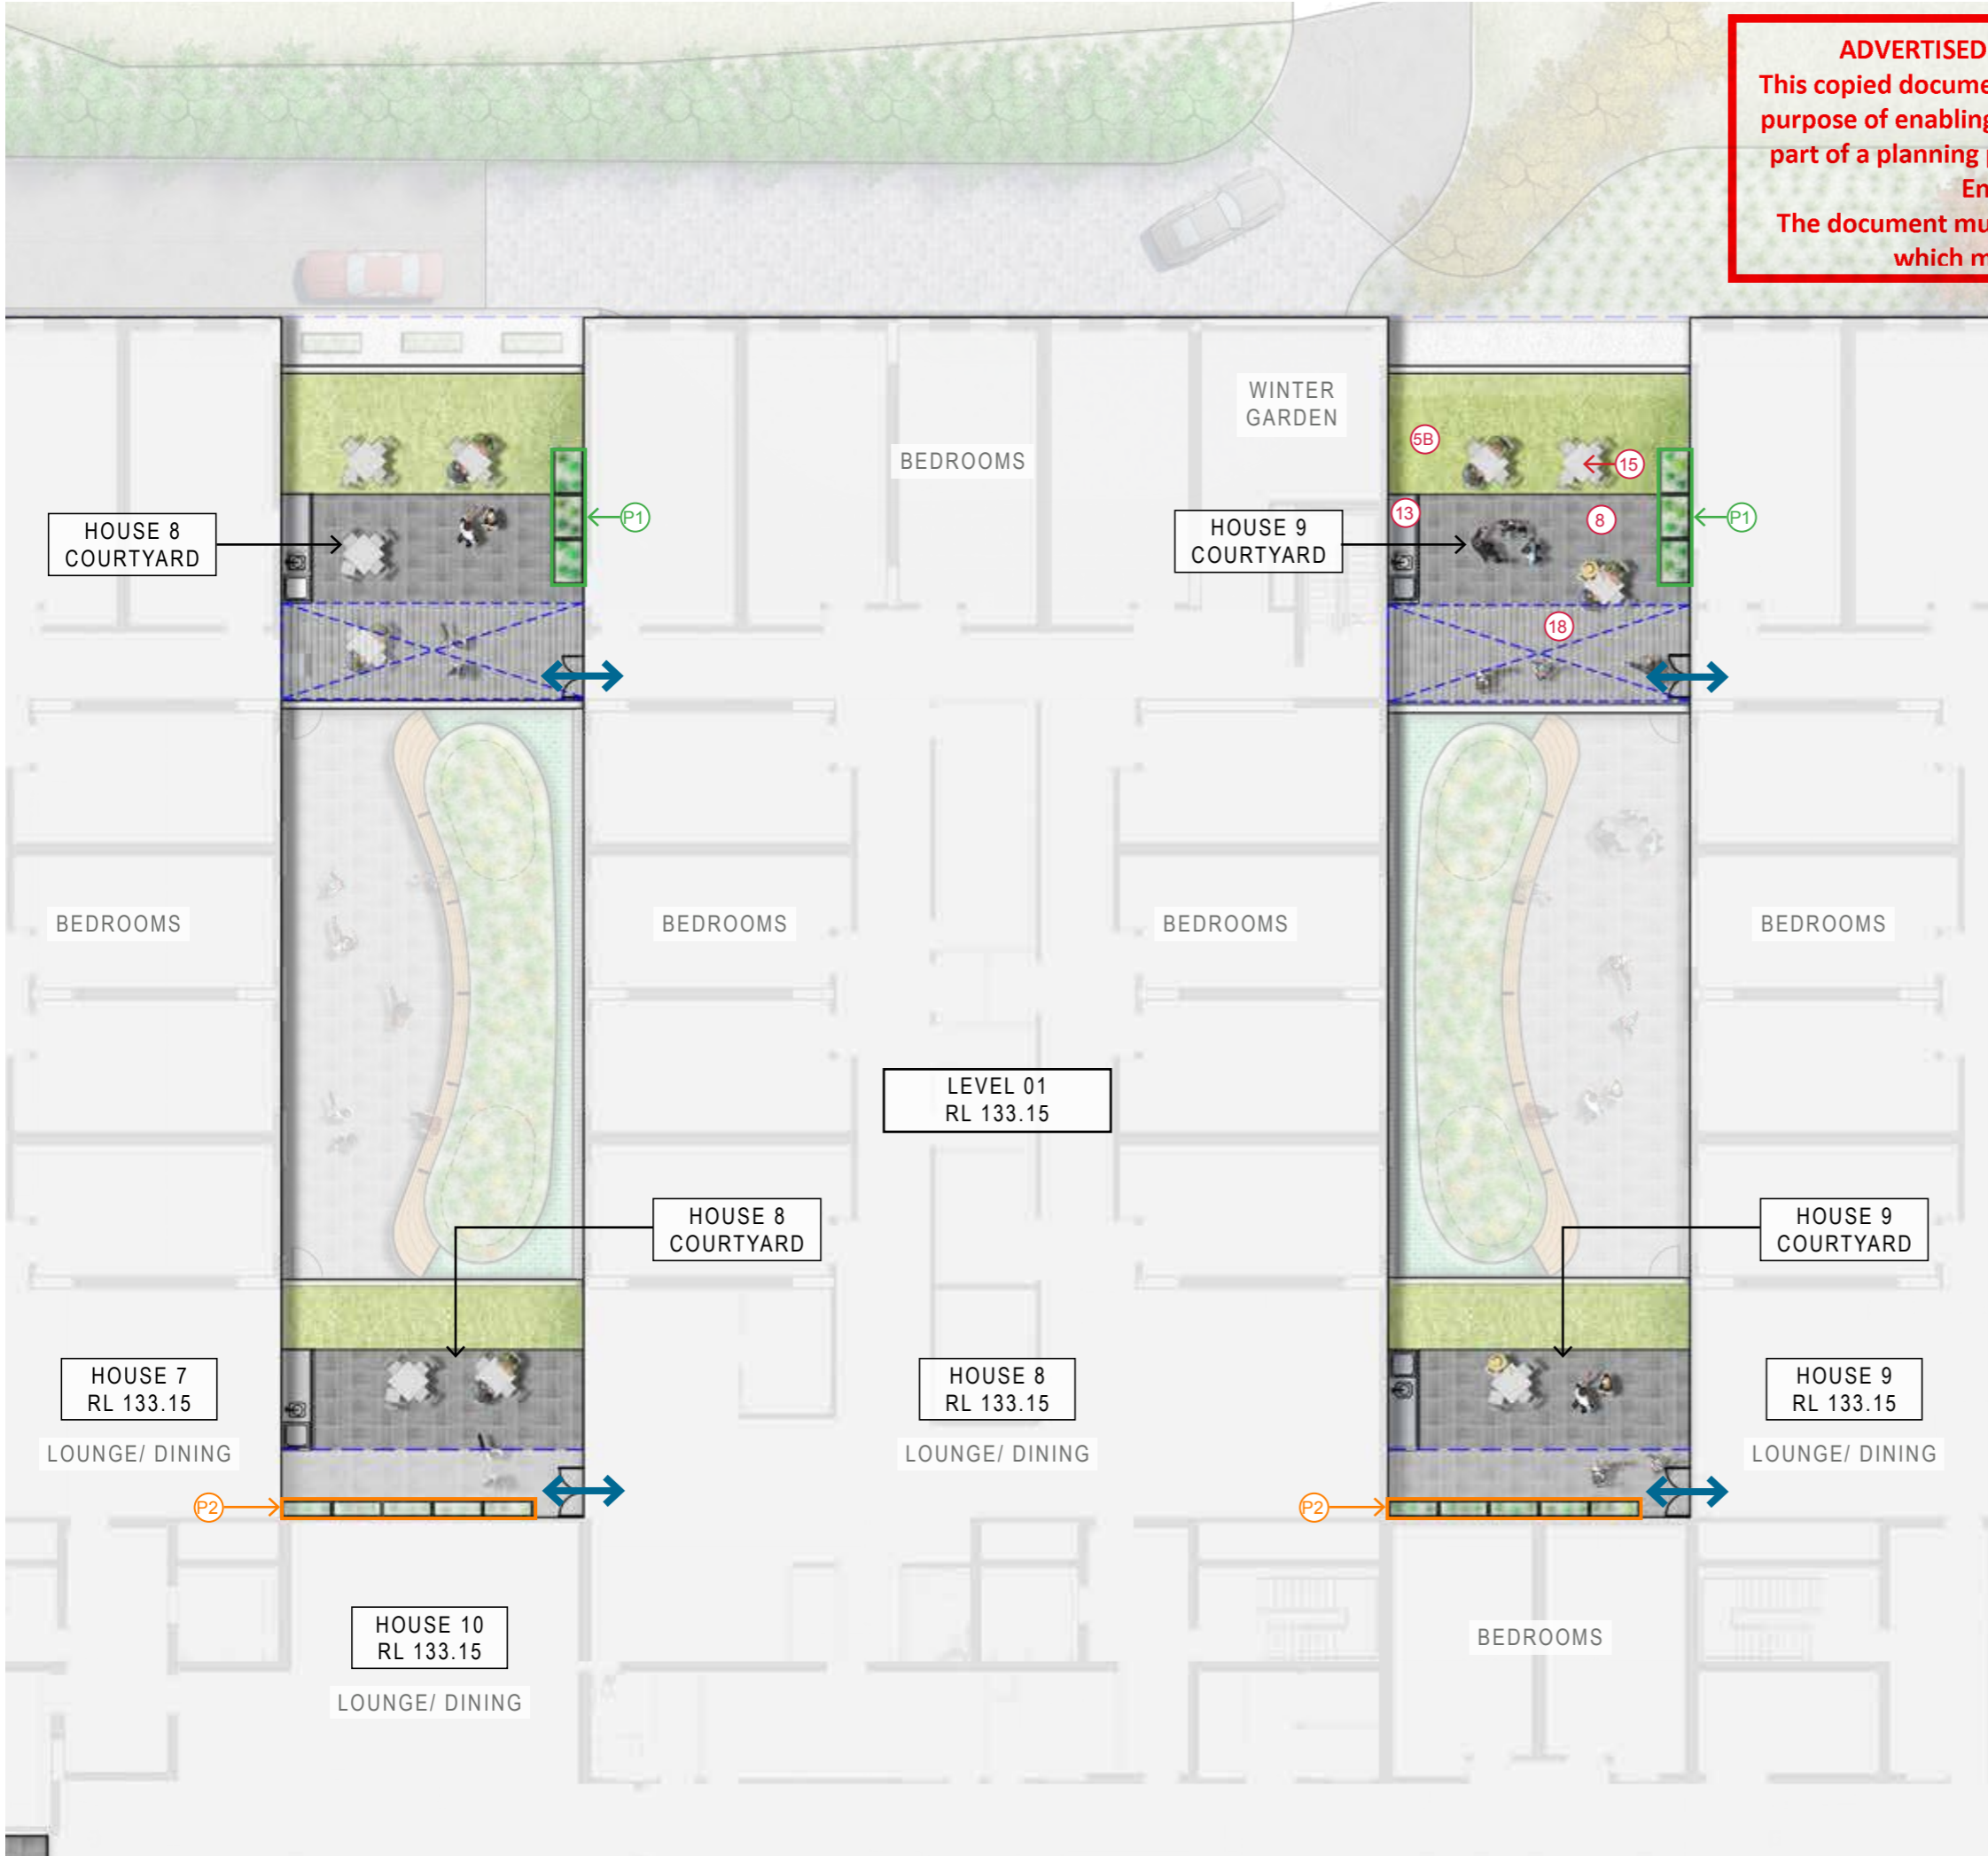 ADVERTISED
This copied docume
purpose of enabling
part of a planning
En
The document mu
which m
WINTER
GARDEN
5B
BEDROOMS
15
13
8
P1
P1
HOUSE 8
COURTYARD
HOUSE 9
COURTYARD
18
BEDROOMS
BEDROOMS
BEDROOMS
BEDROOMS
LEVEL 01
RL 133.15
HOUSE 8
COURTYARD
HOUSE 9
COURTYARD
HOUSE 7
RL 133.15
HOUSE 8
RL 133.15
HOUSE 9
RL 133.15
LOUNGE/ DINING
LOUNGE/ DINING
LOUNGE/ DINING
P2
P2
HOUSE 10
RL 133.15
BEDROOMS
LOUNGE/ DINING